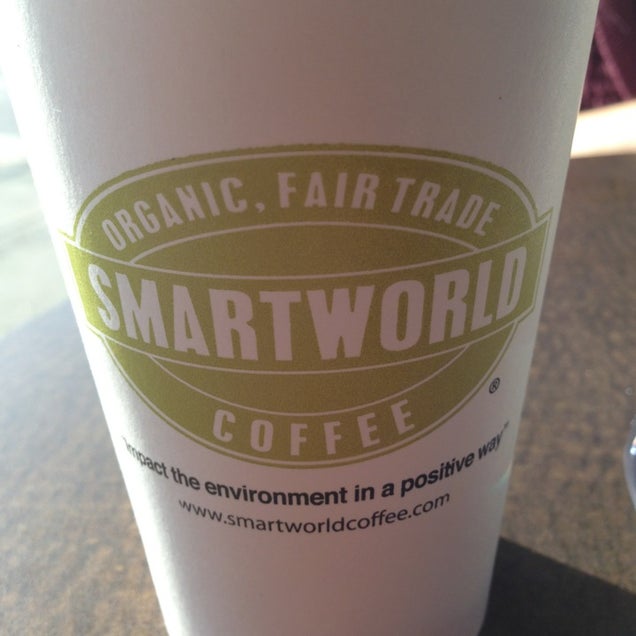 ORGANIC, FAIR TRADE
SMARTWORLD
COFFEE
®
"impact the environment in a positive way"
www.smartworldcoffee.com